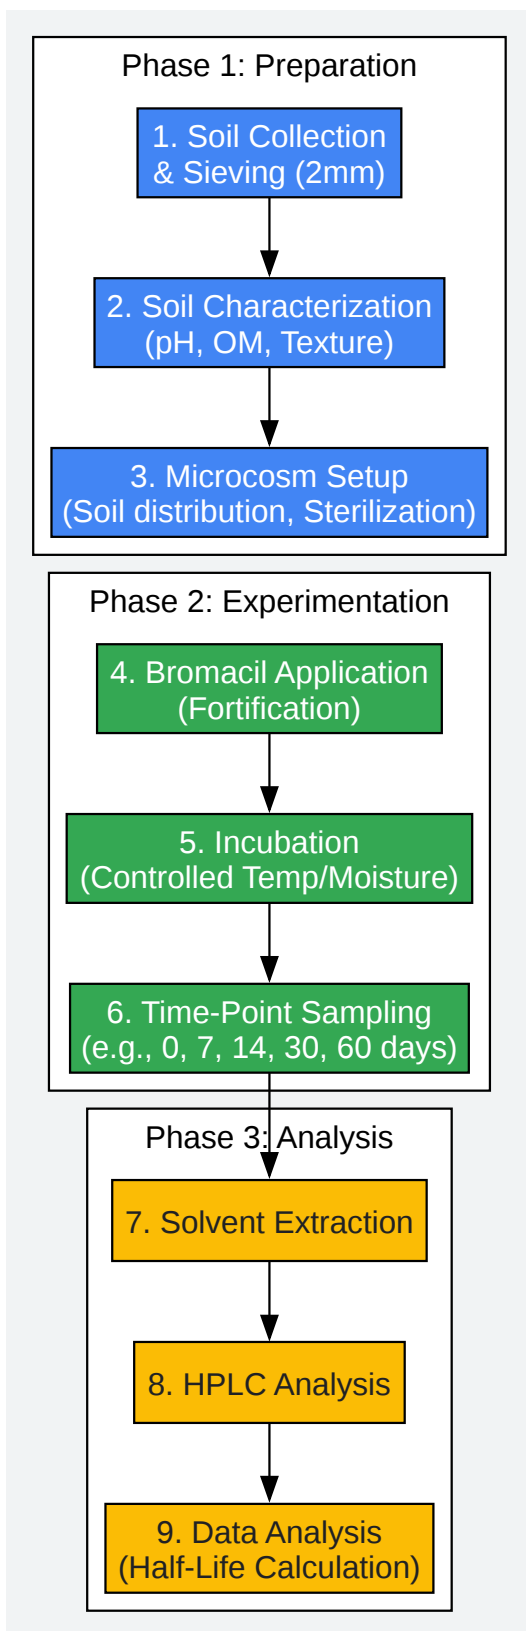 Phase 1: Preparation
1. Soil Collection
& Sieving (2mm)
2. Soil Characterization
(pH, OM, Texture)
3. Microcosm Setup
(Soil distribution, Sterilization)
Phase 2: Experimentation
4. Bromacil Application
(Fortification)
5. Incubation
(Controlled Temp/Moisture)
6. Time-Point Sampling
(e.g., 0, 7, 14, 30, 60 days)
Phase 3: Analysis
7. Solvent Extraction
8. HPLC Analysis
9. Data Analysis
(Half-Life Calculation)